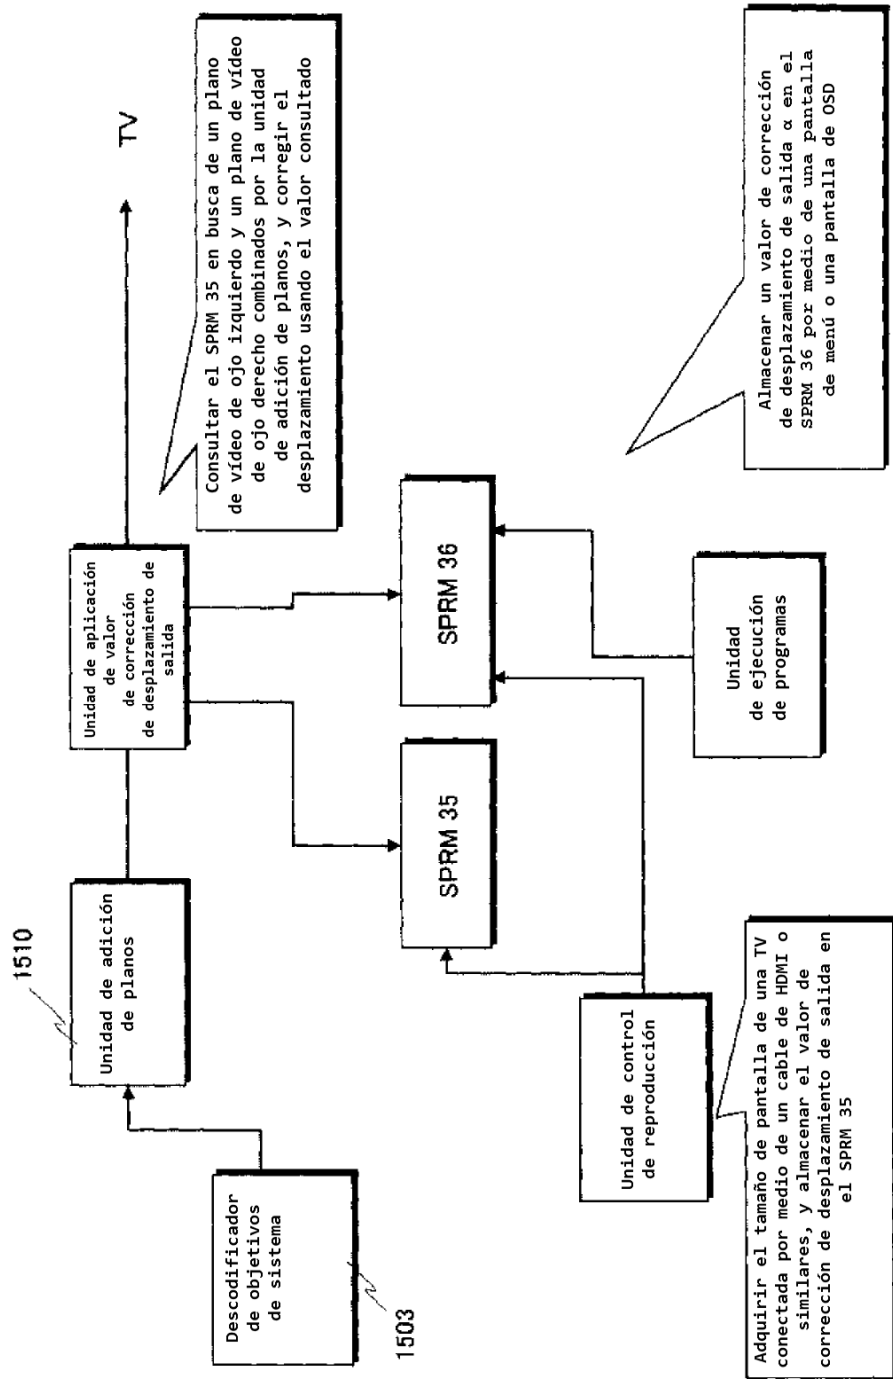 1503
Descodificador
de objetivos
de sistema
1510
Unidad de adición
de planos
Unidad de aplicación
de valor
de corrección
de desplazamiento de
salida
TV
Consultar el SPRM 35 en busca de un plano
de vídeo de ojo izquierdo y un plano de vídeo
de ojo derecho combinados por la unidad
de adición de planos, y corregir el
desplazamiento usando el valor consultado
SPRM 35
SPRM 36
Unidad de control
de reproducción
Unidad
de ejecución
de programas
Adquirir el tamaño de pantalla de una TV
conectada por medio de un cable de HDMI o
similares, y almacenar el valor de
corrección de desplazamiento de salida en
el SPRM 35
Almacenar un valor de corrección
de desplazamiento de salida α en el
SPRM 36 por medio de una pantalla
de menú o una pantalla de OSD